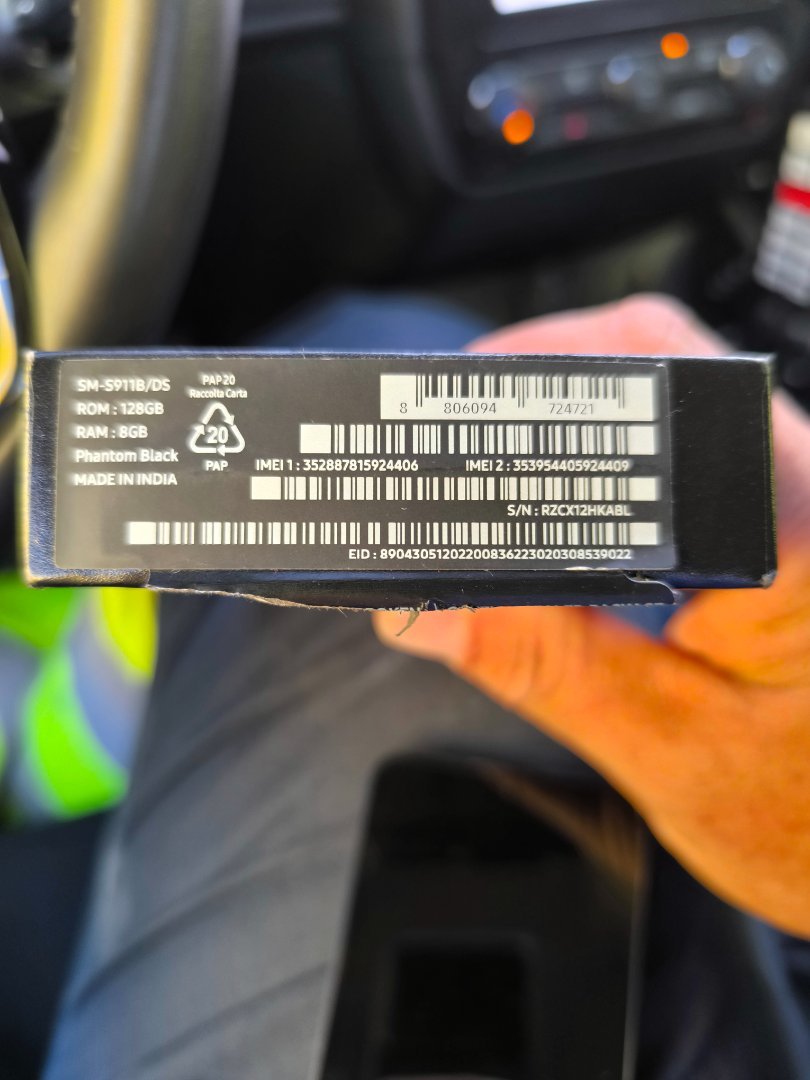 SM-S911B/DS
ROM : 128GB
RAM : 8GB
Phantom Black
MADE IN INDIA
PAP 20
Raccolta Carta
20
PAP
8 806094 724721
IMEI 1 : 352887815924406 IMEI 2 : 353954405924409
S/N : RZCX12HKABL
EID : 89043051202200836223020308539022